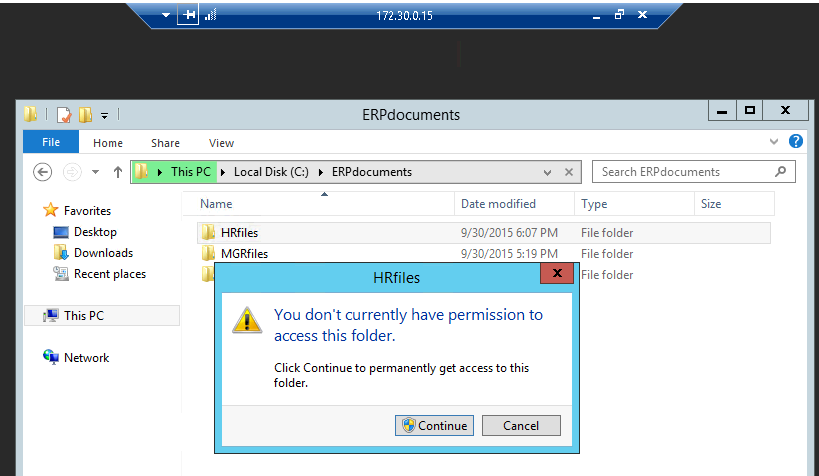 172.30.0.15
ERPdocuments
File Home Share View
This PC Local Disk (C:) ERPdocuments
Search ERPdocuments
Name Date modified Type Size
Favorites
Desktop
Downloads
Recent places
This PC
Network
HRfiles 9/30/2015 6:07 PM File folder
MGRfiles 9/30/2015 5:19 PM File folder
File folder
HRfiles
You don't currently have permission to
access this folder.
Click Continue to permanently get access to this
folder.
Continue Cancel